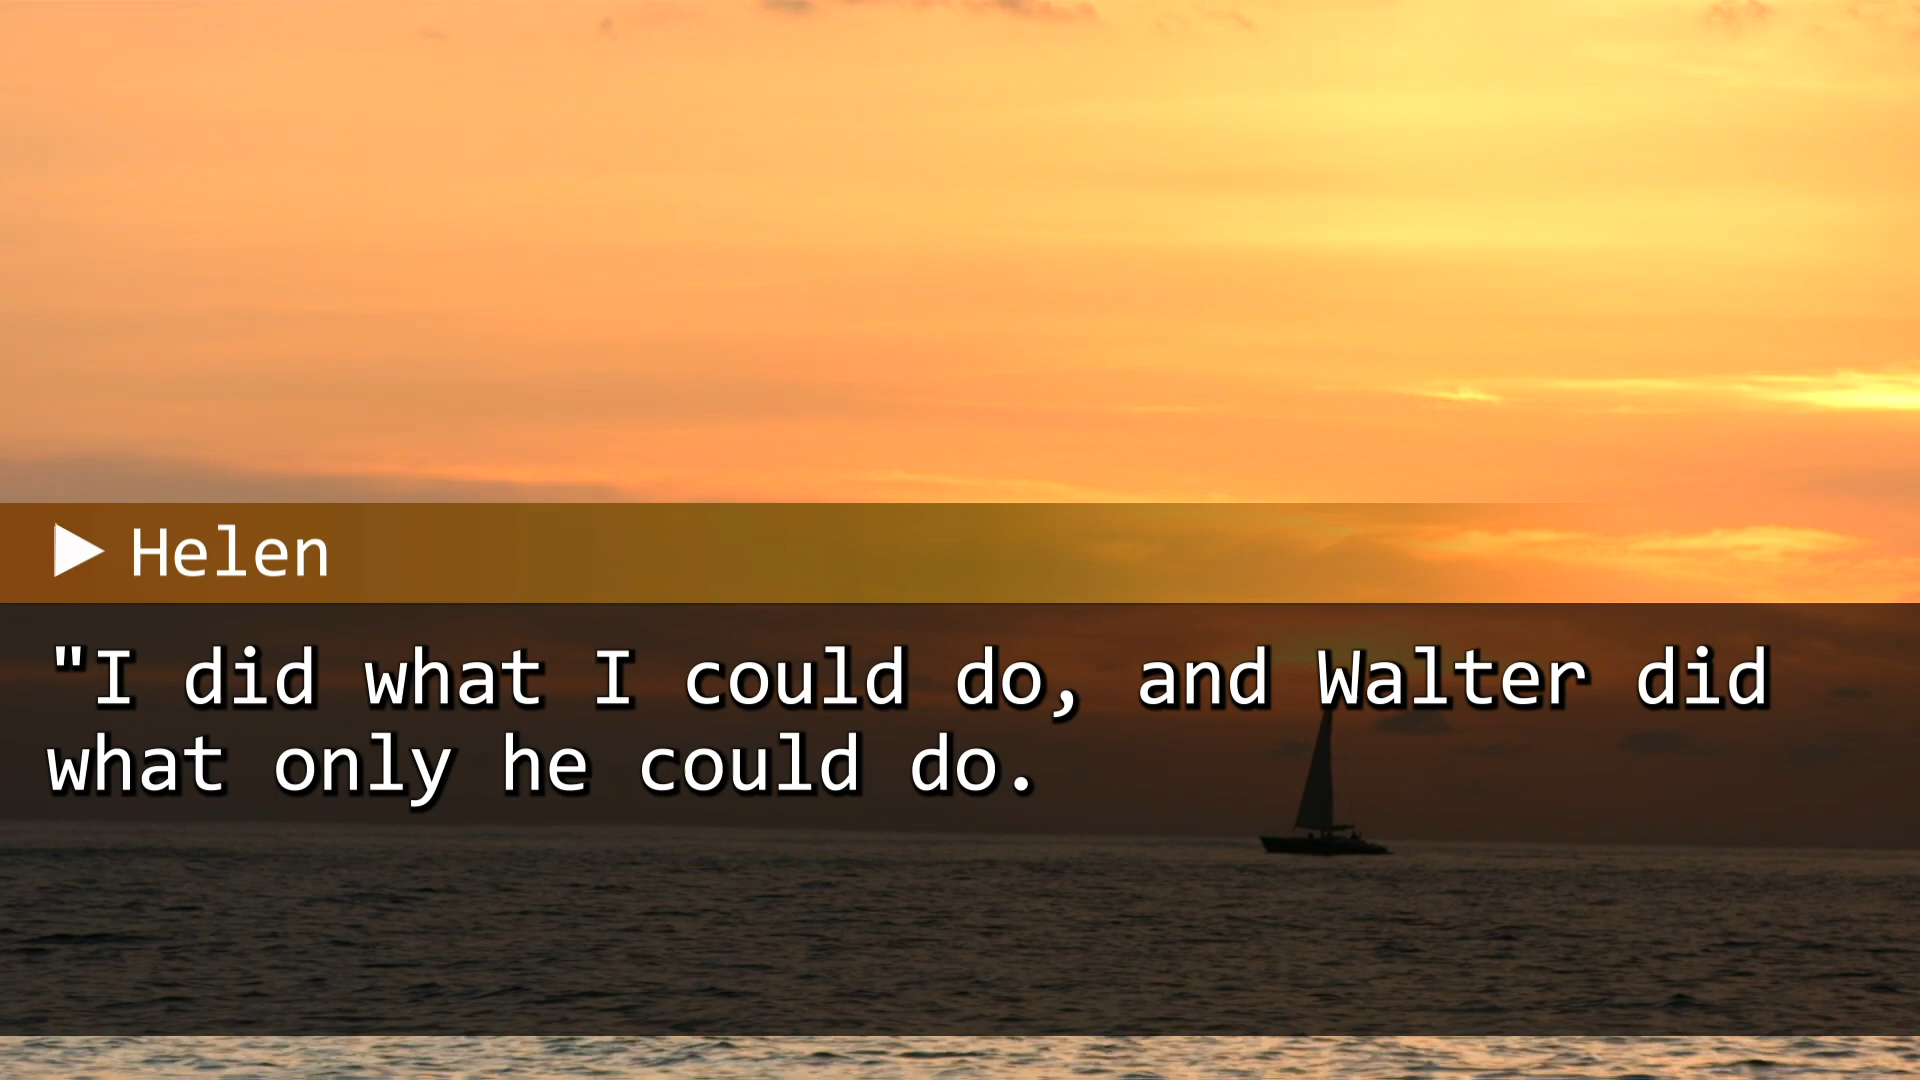 Helen
"I did what I could do, and Walter did
what only he could do.